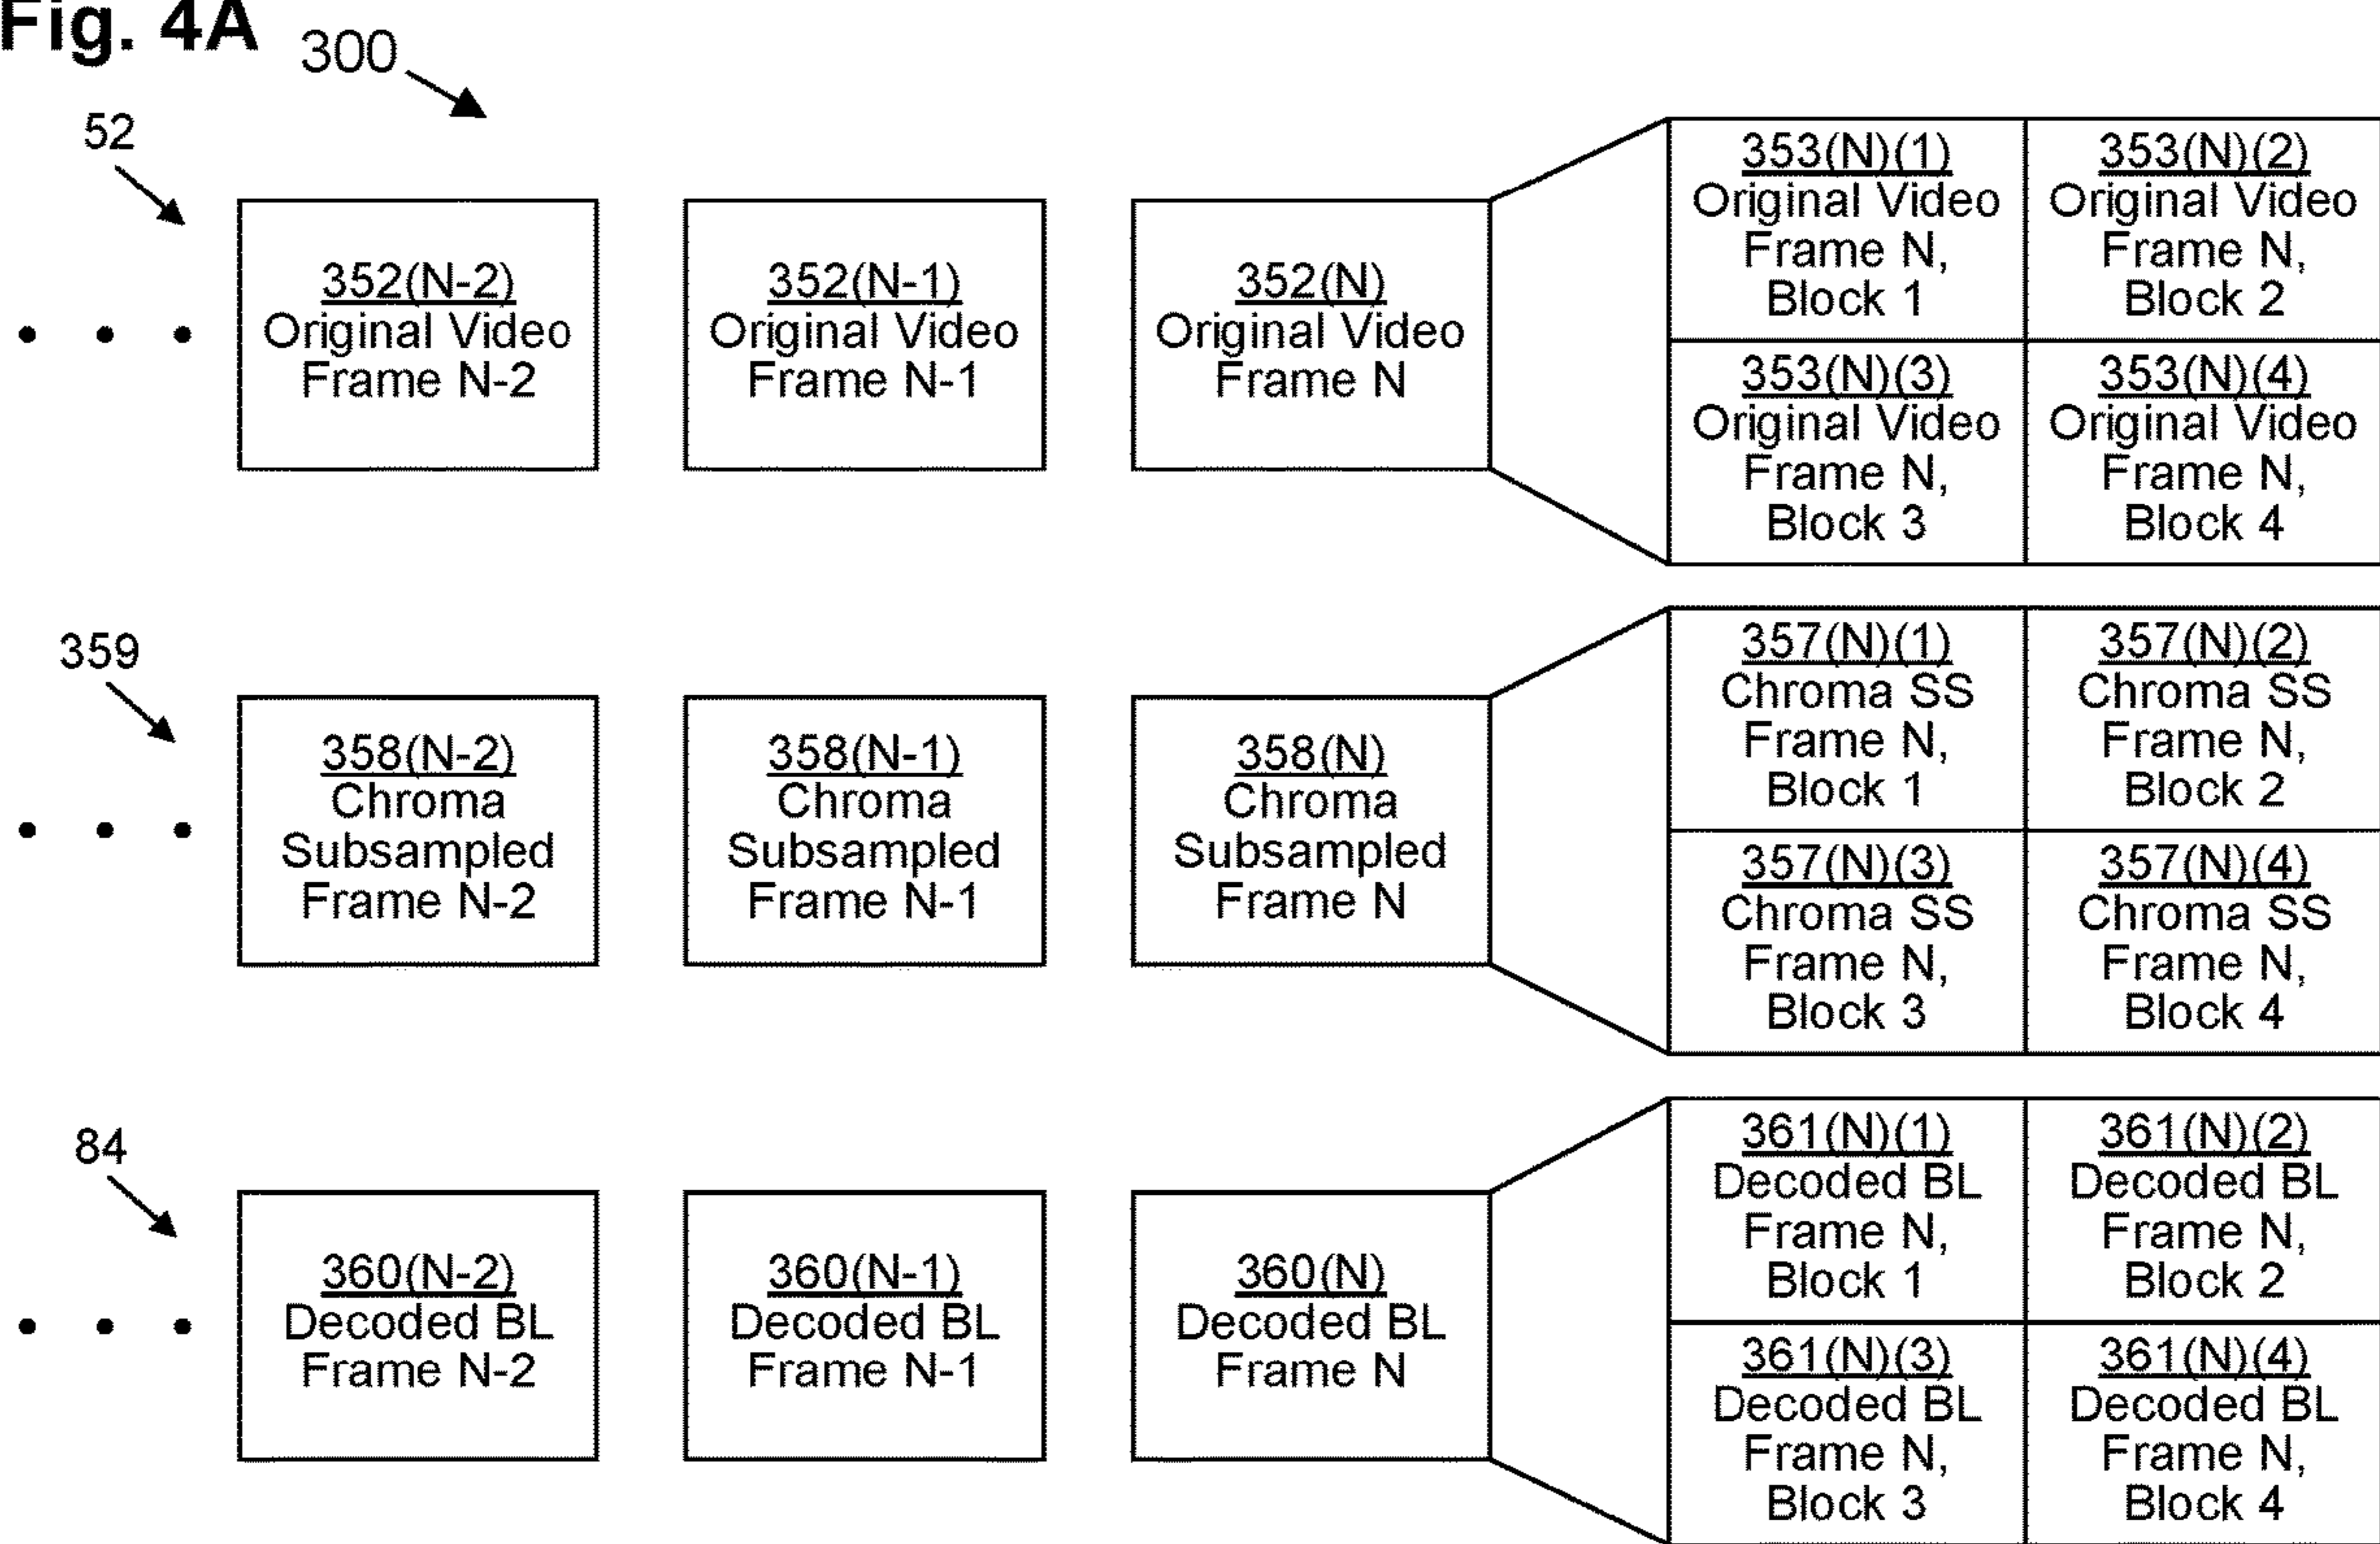 Fig. 4A
300
52
352(N-2)
Original Video
Frame N-2
352(N-1)
Original Video
Frame N-1
352(N)
Original Video
Frame N
353(N)(1)
Original Video
Frame N,
Block 1
353(N)(2)
Original Video
Frame N,
Block 2
353(N)(3)
Original Video
Frame N,
Block 3
353(N)(4)
Original Video
Frame N,
Block 4
359
358(N-2)
Chroma
Subsampled
Frame N-2
358(N-1)
Chroma
Subsampled
Frame N-1
358(N)
Chroma
Subsampled
Frame N
357(N)(1)
Chroma SS
Frame N,
Block 1
357(N)(2)
Chroma SS
Frame N,
Block 2
357(N)(3)
Chroma SS
Frame N,
Block 3
357(N)(4)
Chroma SS
Frame N,
Block 4
84
360(N-2)
Decoded BL
Frame N-2
360(N-1)
Decoded BL
Frame N-1
360(N)
Decoded BL
Frame N
361(N)(1)
Decoded BL
Frame N,
Block 1
361(N)(2)
Decoded BL
Frame N,
Block 2
361(N)(3)
Decoded BL
Frame N,
Block 3
361(N)(4)
Decoded BL
Frame N,
Block 4